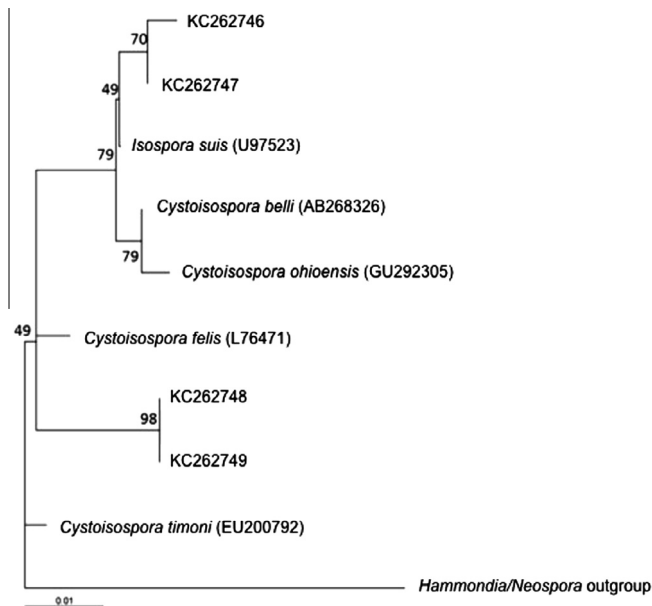 KC262746
70
KC262747
49
Isospora suis (U97523)
79
Cystoisospora belli (AB268326)
79
Cystoisospora ohioensis (GU292305)
49
Cystoisospora felis (L76471)
KC262748
98
KC262749
Cystoisospora timoni (EU200792)
Hammondia/Neospora outgroup
0.01